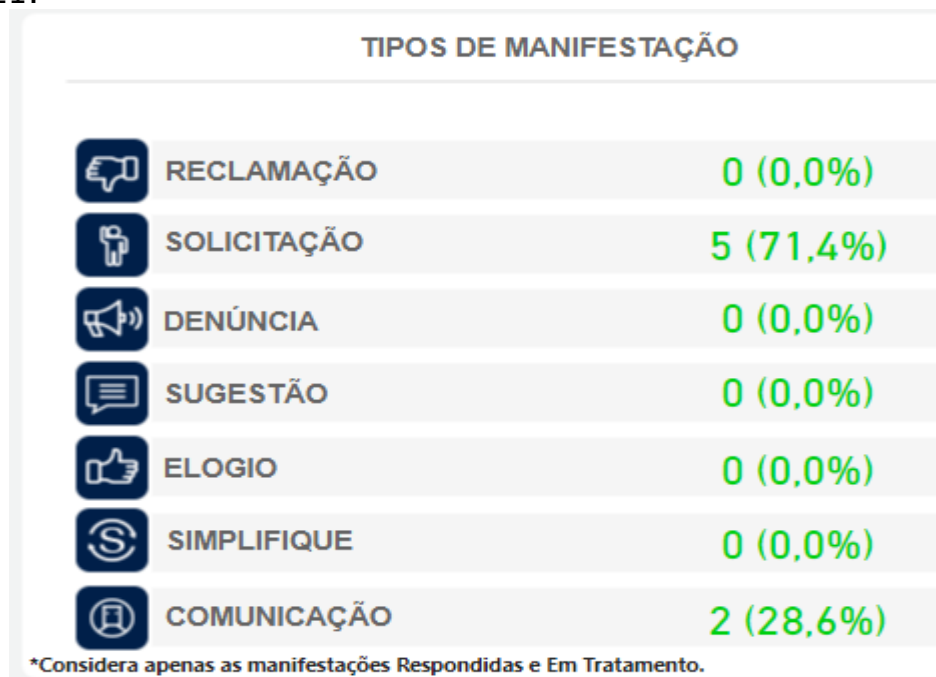 TIPOS DE MANIFESTAÇÃO
RECLAMAÇÃO 0 (0,0%)
SOLICITAÇÃO 5 (71,4%)
DENÚNCIA 0 (0,0%)
SUGESTÃO 0 (0,0%)
ELOGIO 0 (0,0%)
SIMPLIFIQUE 0 (0,0%)
COMUNICAÇÃO 2 (28,6%)
*Considera apenas as manifestações Respondidas e Em Tratamento.